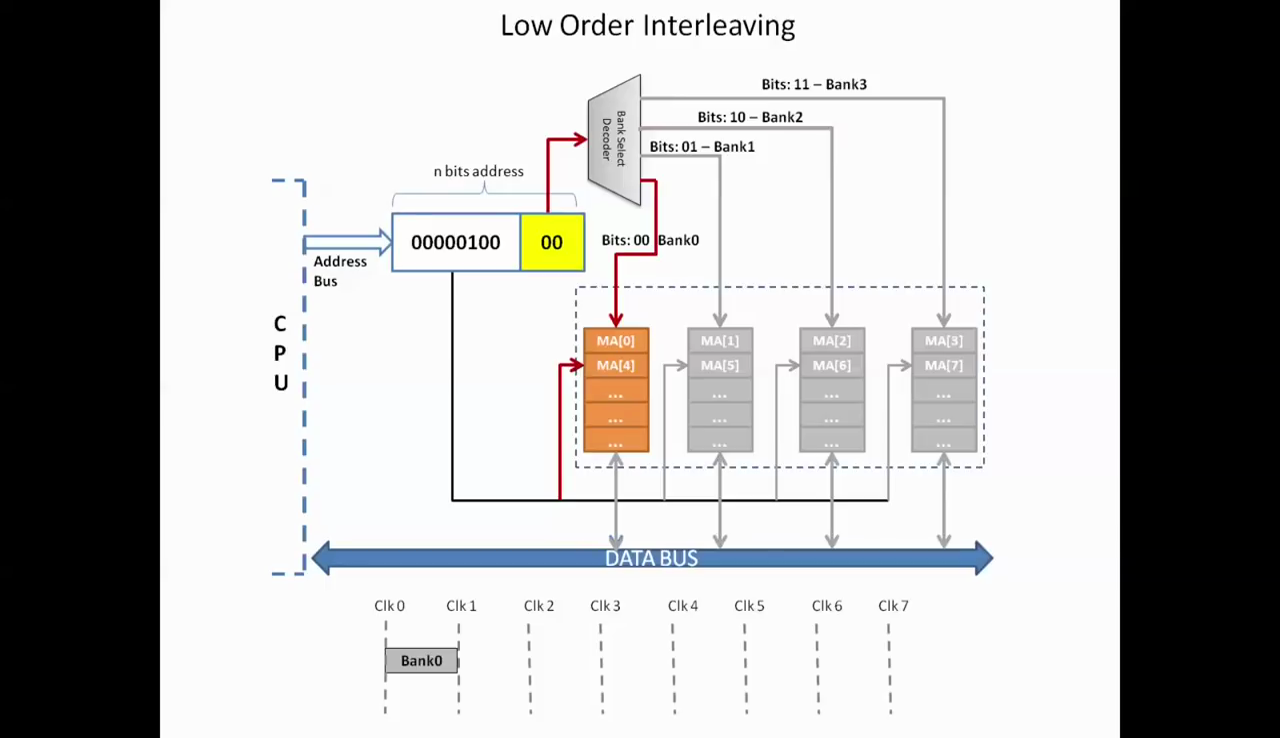 Low Order Interleaving
Bits: 11 – Bank3
Bits: 10 – Bank2
Bits: 01 – Bank1
Bank Select
Decoder
n bits address
00000100
00
Bits: 00 Bank0
Address
Bus
C
P
U
MA[0] MA[1] MA[2] MA[3]
MA[4] MA[5] MA[6] MA[7]
... ... ... ...
... ... ... ...
... ... ... ...
DATA BUS
Clk 0 Clk 1 Clk 2 Clk 3 Clk 4 Clk 5 Clk 6 Clk 7
Bank0